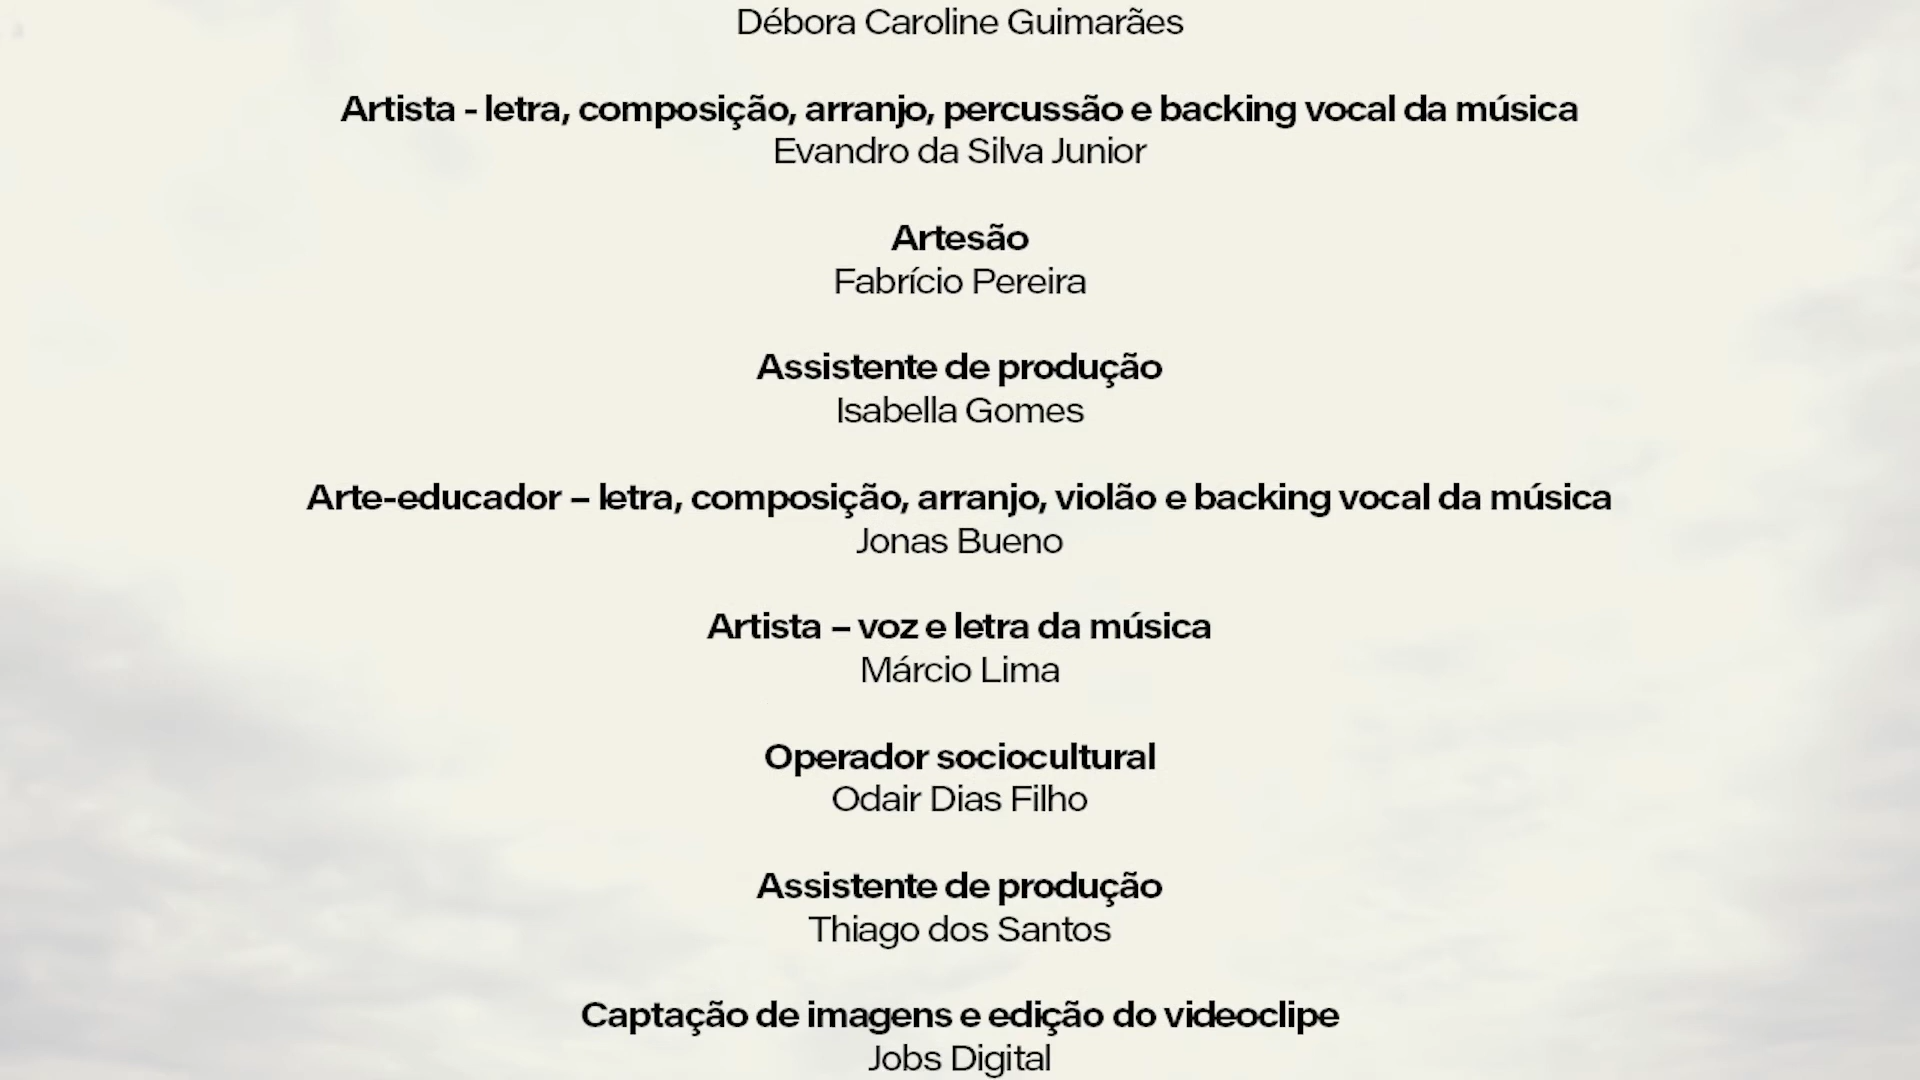 Débora Caroline Guimarães
Artista - letra, composição, arranjo, percussão e backing vocal da música
Evandro da Silva Junior
Artesão
Fabrício Pereira
Assistente de produção
Isabella Gomes
Arte-educador – letra, composição, arranjo, violão e backing vocal da música
Jonas Bueno
Artista – voz e letra da música
Márcio Lima
Operador sociocultural
Odair Dias Filho
Assistente de produção
Thiago dos Santos
Captação de imagens e edição do videoclipe
Jobs Digital